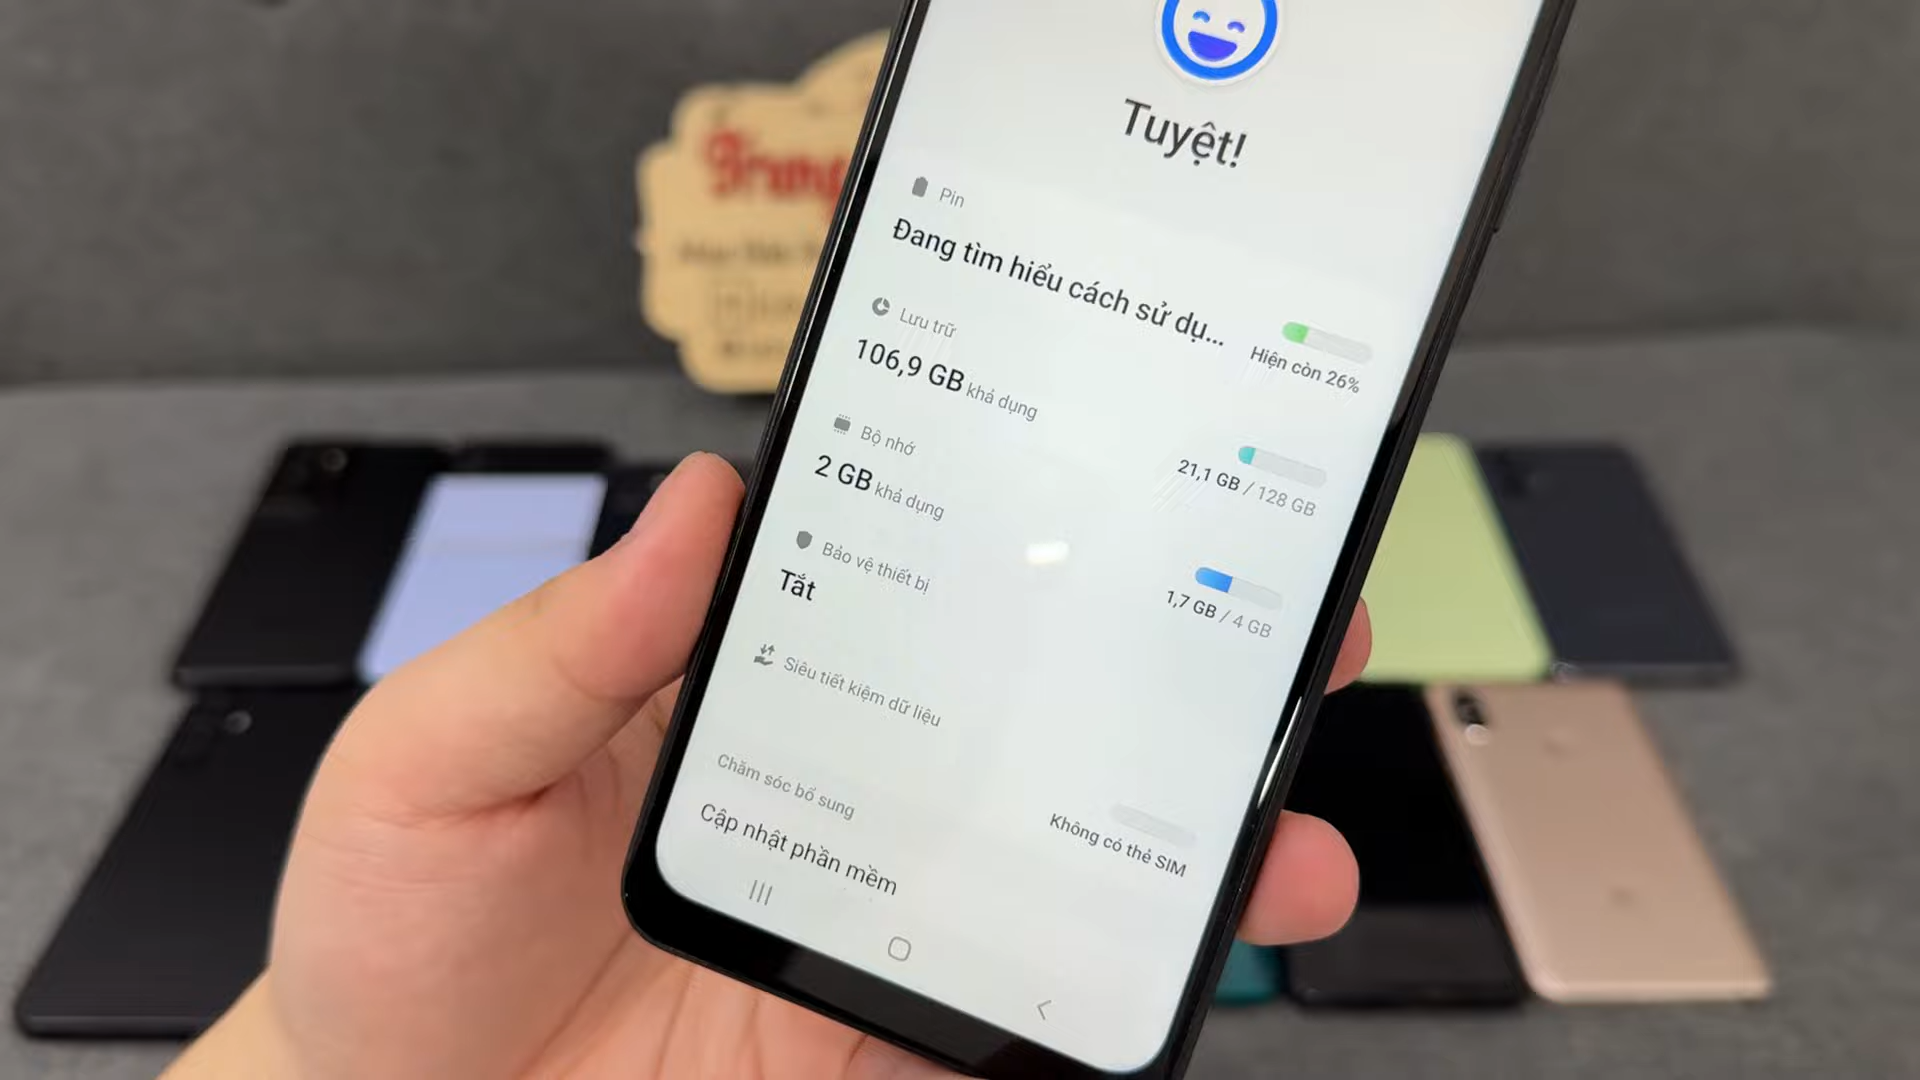 Tuyệt!
Pin
Đang tìm hiểu cách sử dụ...
Hiện còn 26%
Lưu trữ
106,9 GB khả dụng
21,1 GB / 128 GB
Bộ nhớ
2 GB khả dụng
1,7 GB / 4 GB
Bảo vệ thiết bị
Tắt
Siêu tiết kiệm dữ liệu
Không có thẻ SIM
Chăm sóc bổ sung
Cập nhật phần mềm